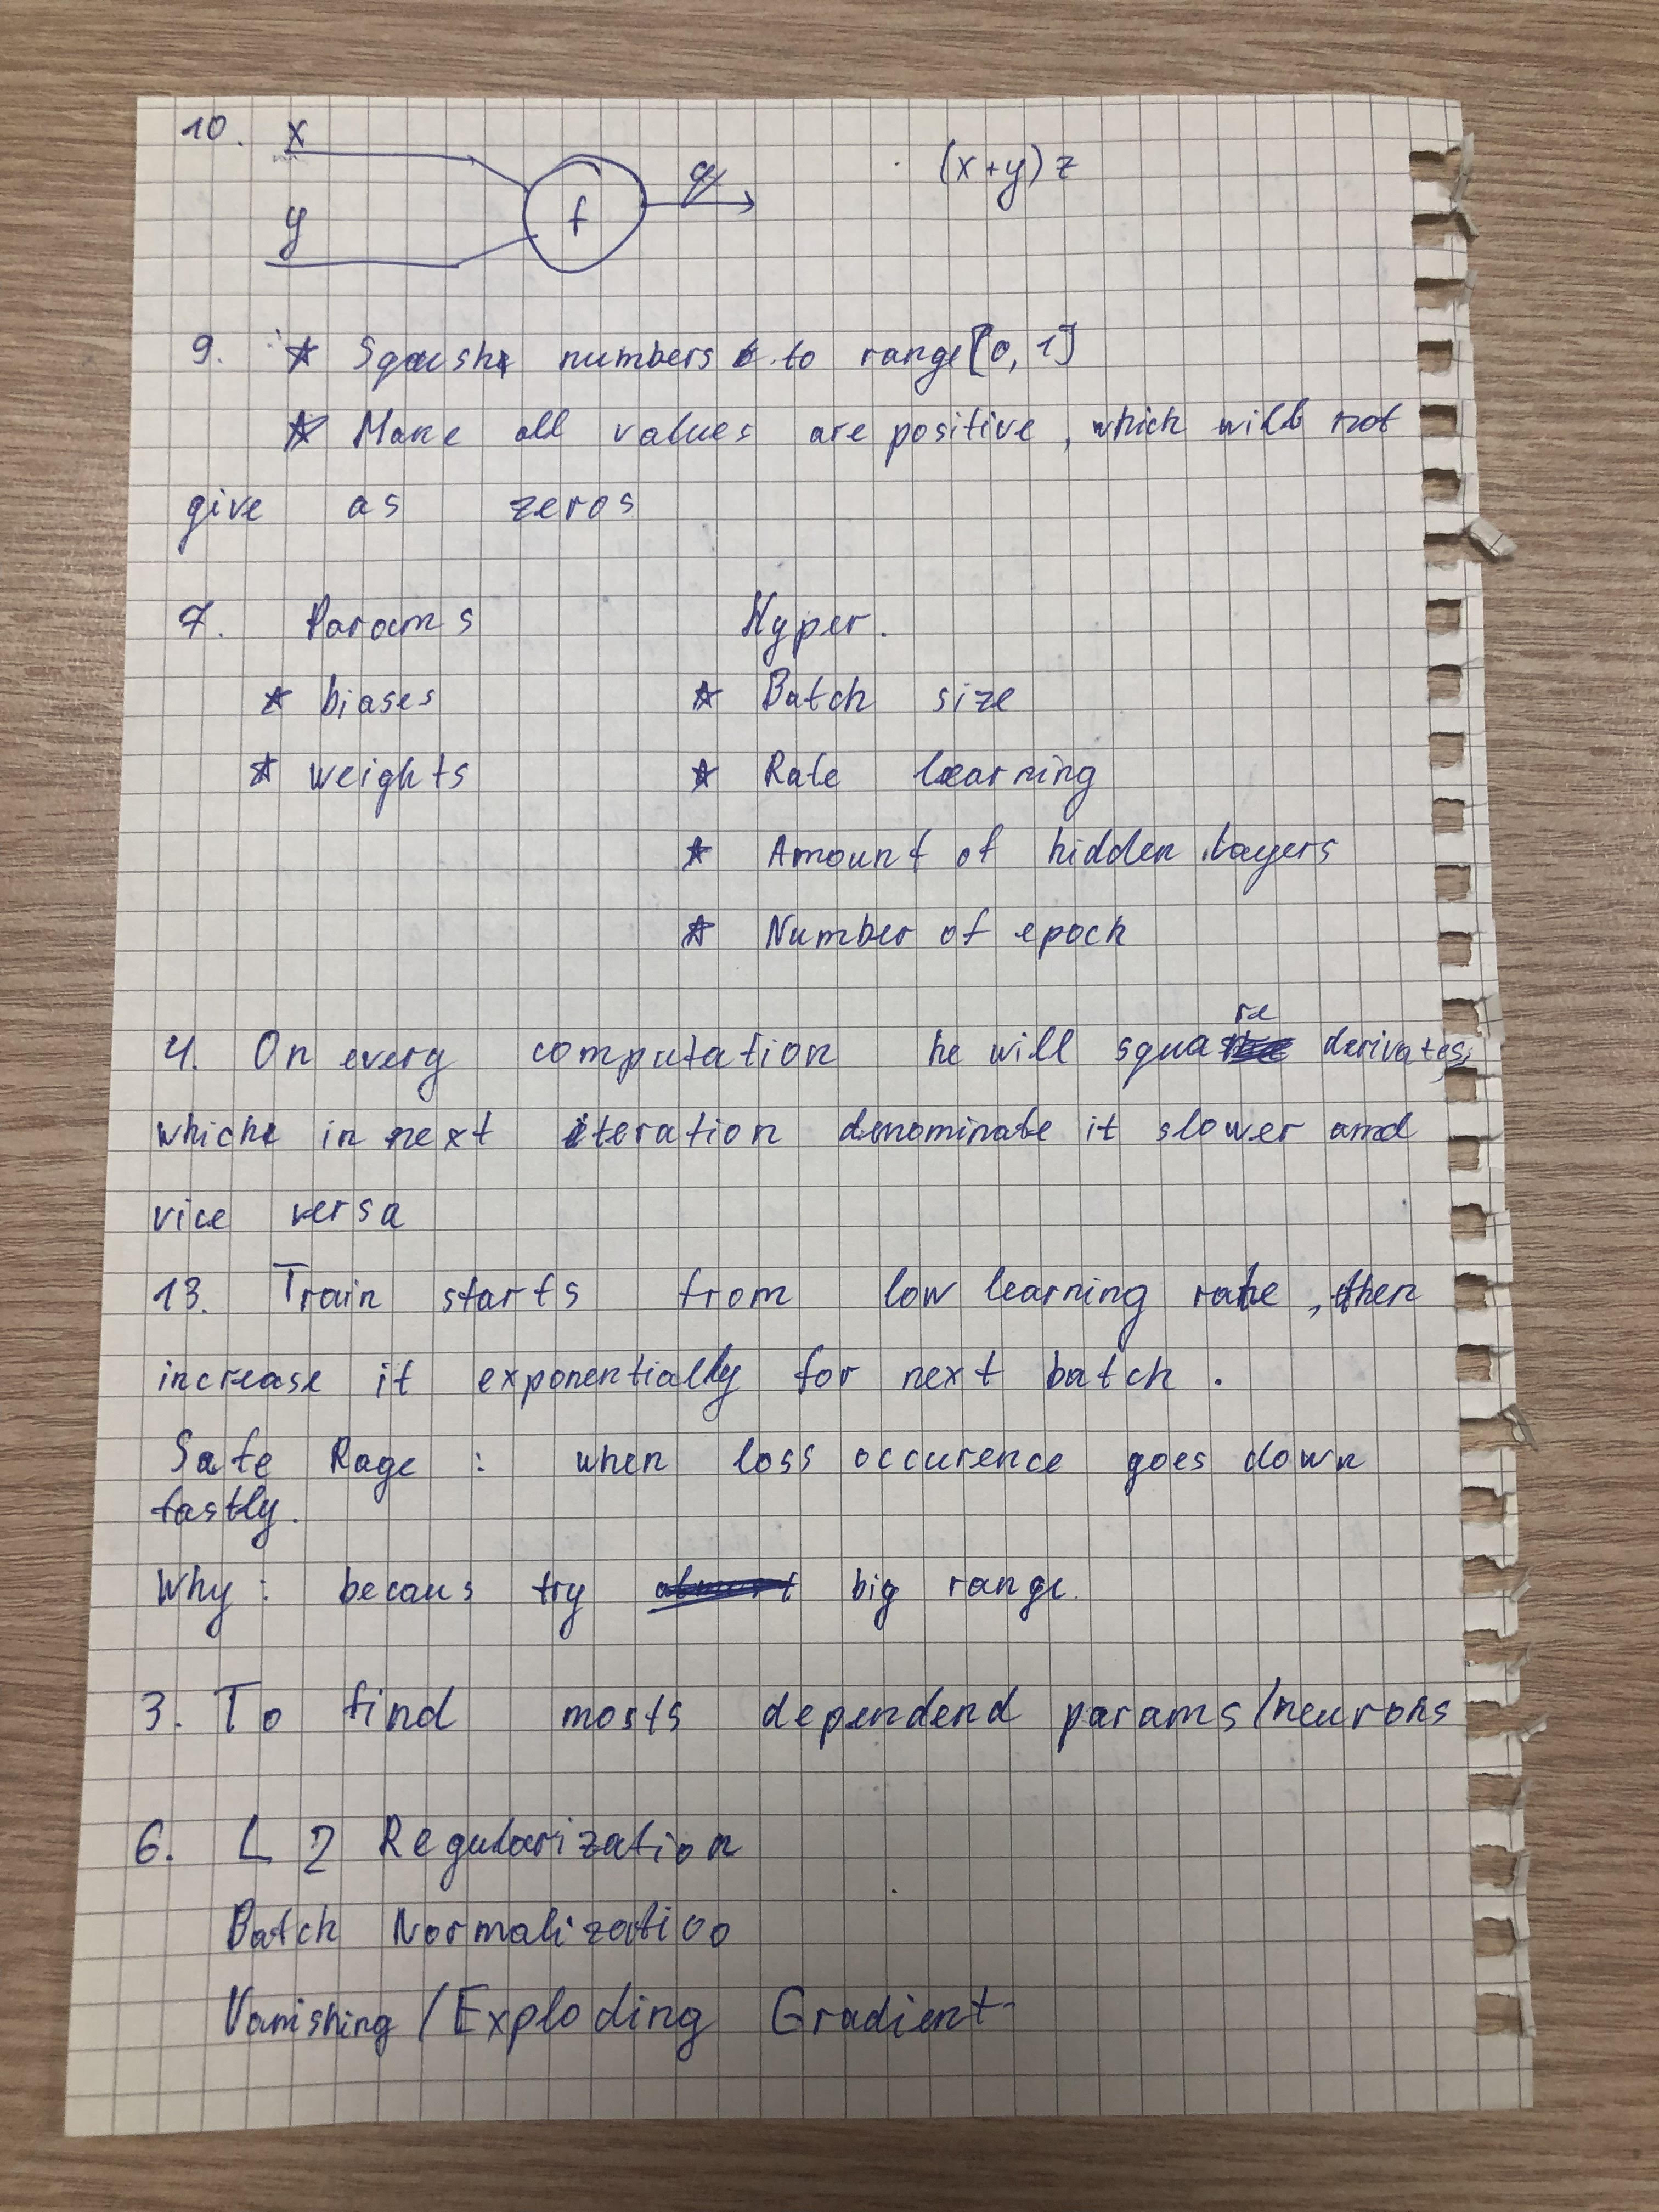 10. x
y
f
(x+y)z
9. * Sqaush numbers to range [0, 1]
* Make all values are positive, which will not
give as zeros
7. Params Hyper.
* biases * Batch size
* weights * Rate learning
* Amount of hidden layers
* Number of epoch
4. On every computation he will square derivates,
which in next iteration denominate it slower and
vice versa
13. Train starts from low learning rate, then
increase it exponentially for next batch.
Safe Rage: when loss occurence goes down
fastly.
Why: becaus try big range.
3. To find mosts dependend params/neurons
6. L2 Regularization
Batch Normalizatioo
Vanishing/Exploding Gradient